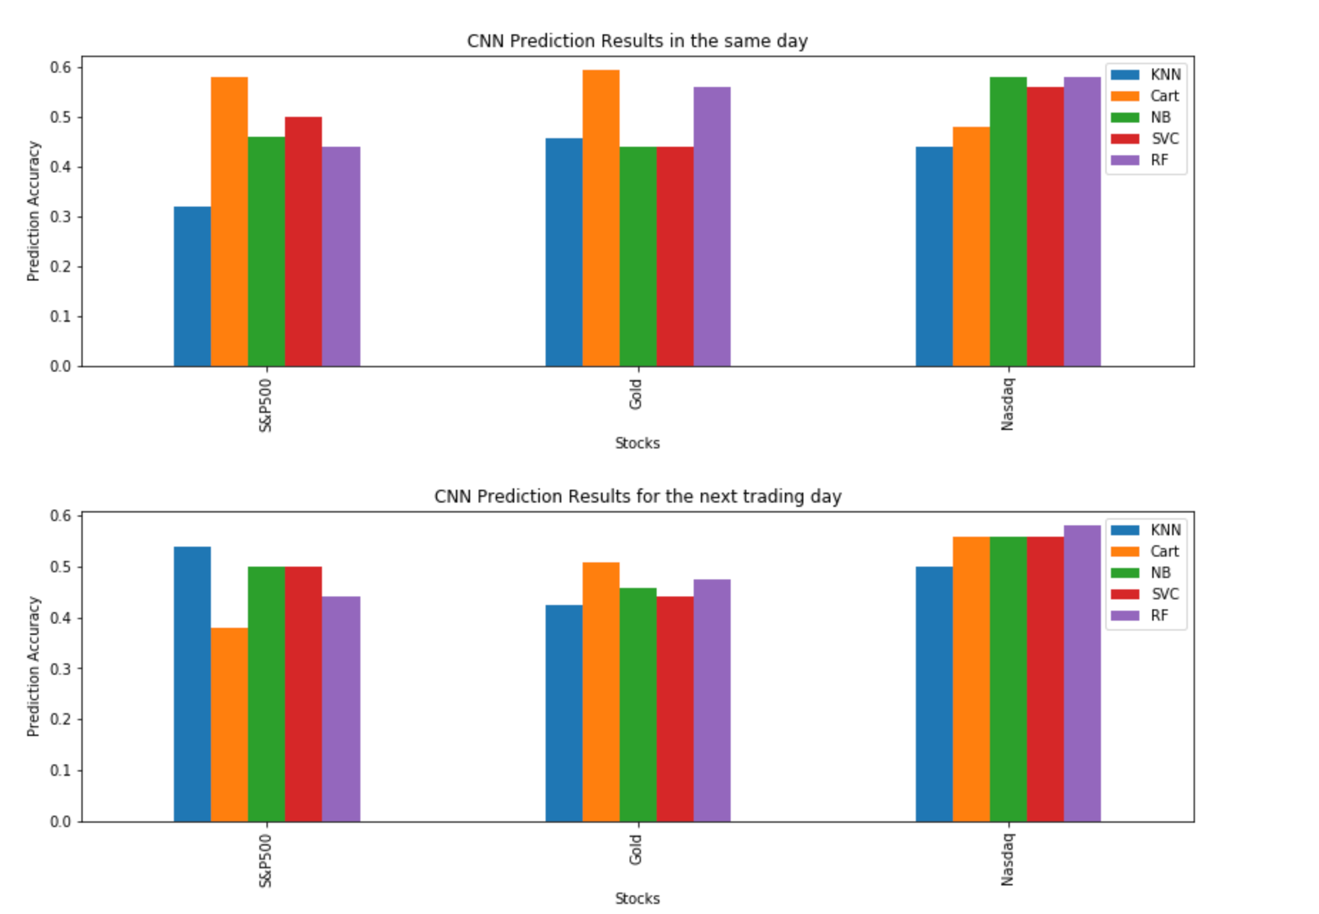 CNN Prediction Results in the same day
0.6
0.5
0.4
0.3
0.2
0.1
0.0
Prediction Accuracy
KNN
Cart
NB
SVC
RF
S&P500
Gold
Nasdaq
Stocks
CNN Prediction Results for the next trading day
0.6
0.5
0.4
0.3
0.2
0.1
0.0
Prediction Accuracy
KNN
Cart
NB
SVC
RF
S&P500
Gold
Nasdaq
Stocks